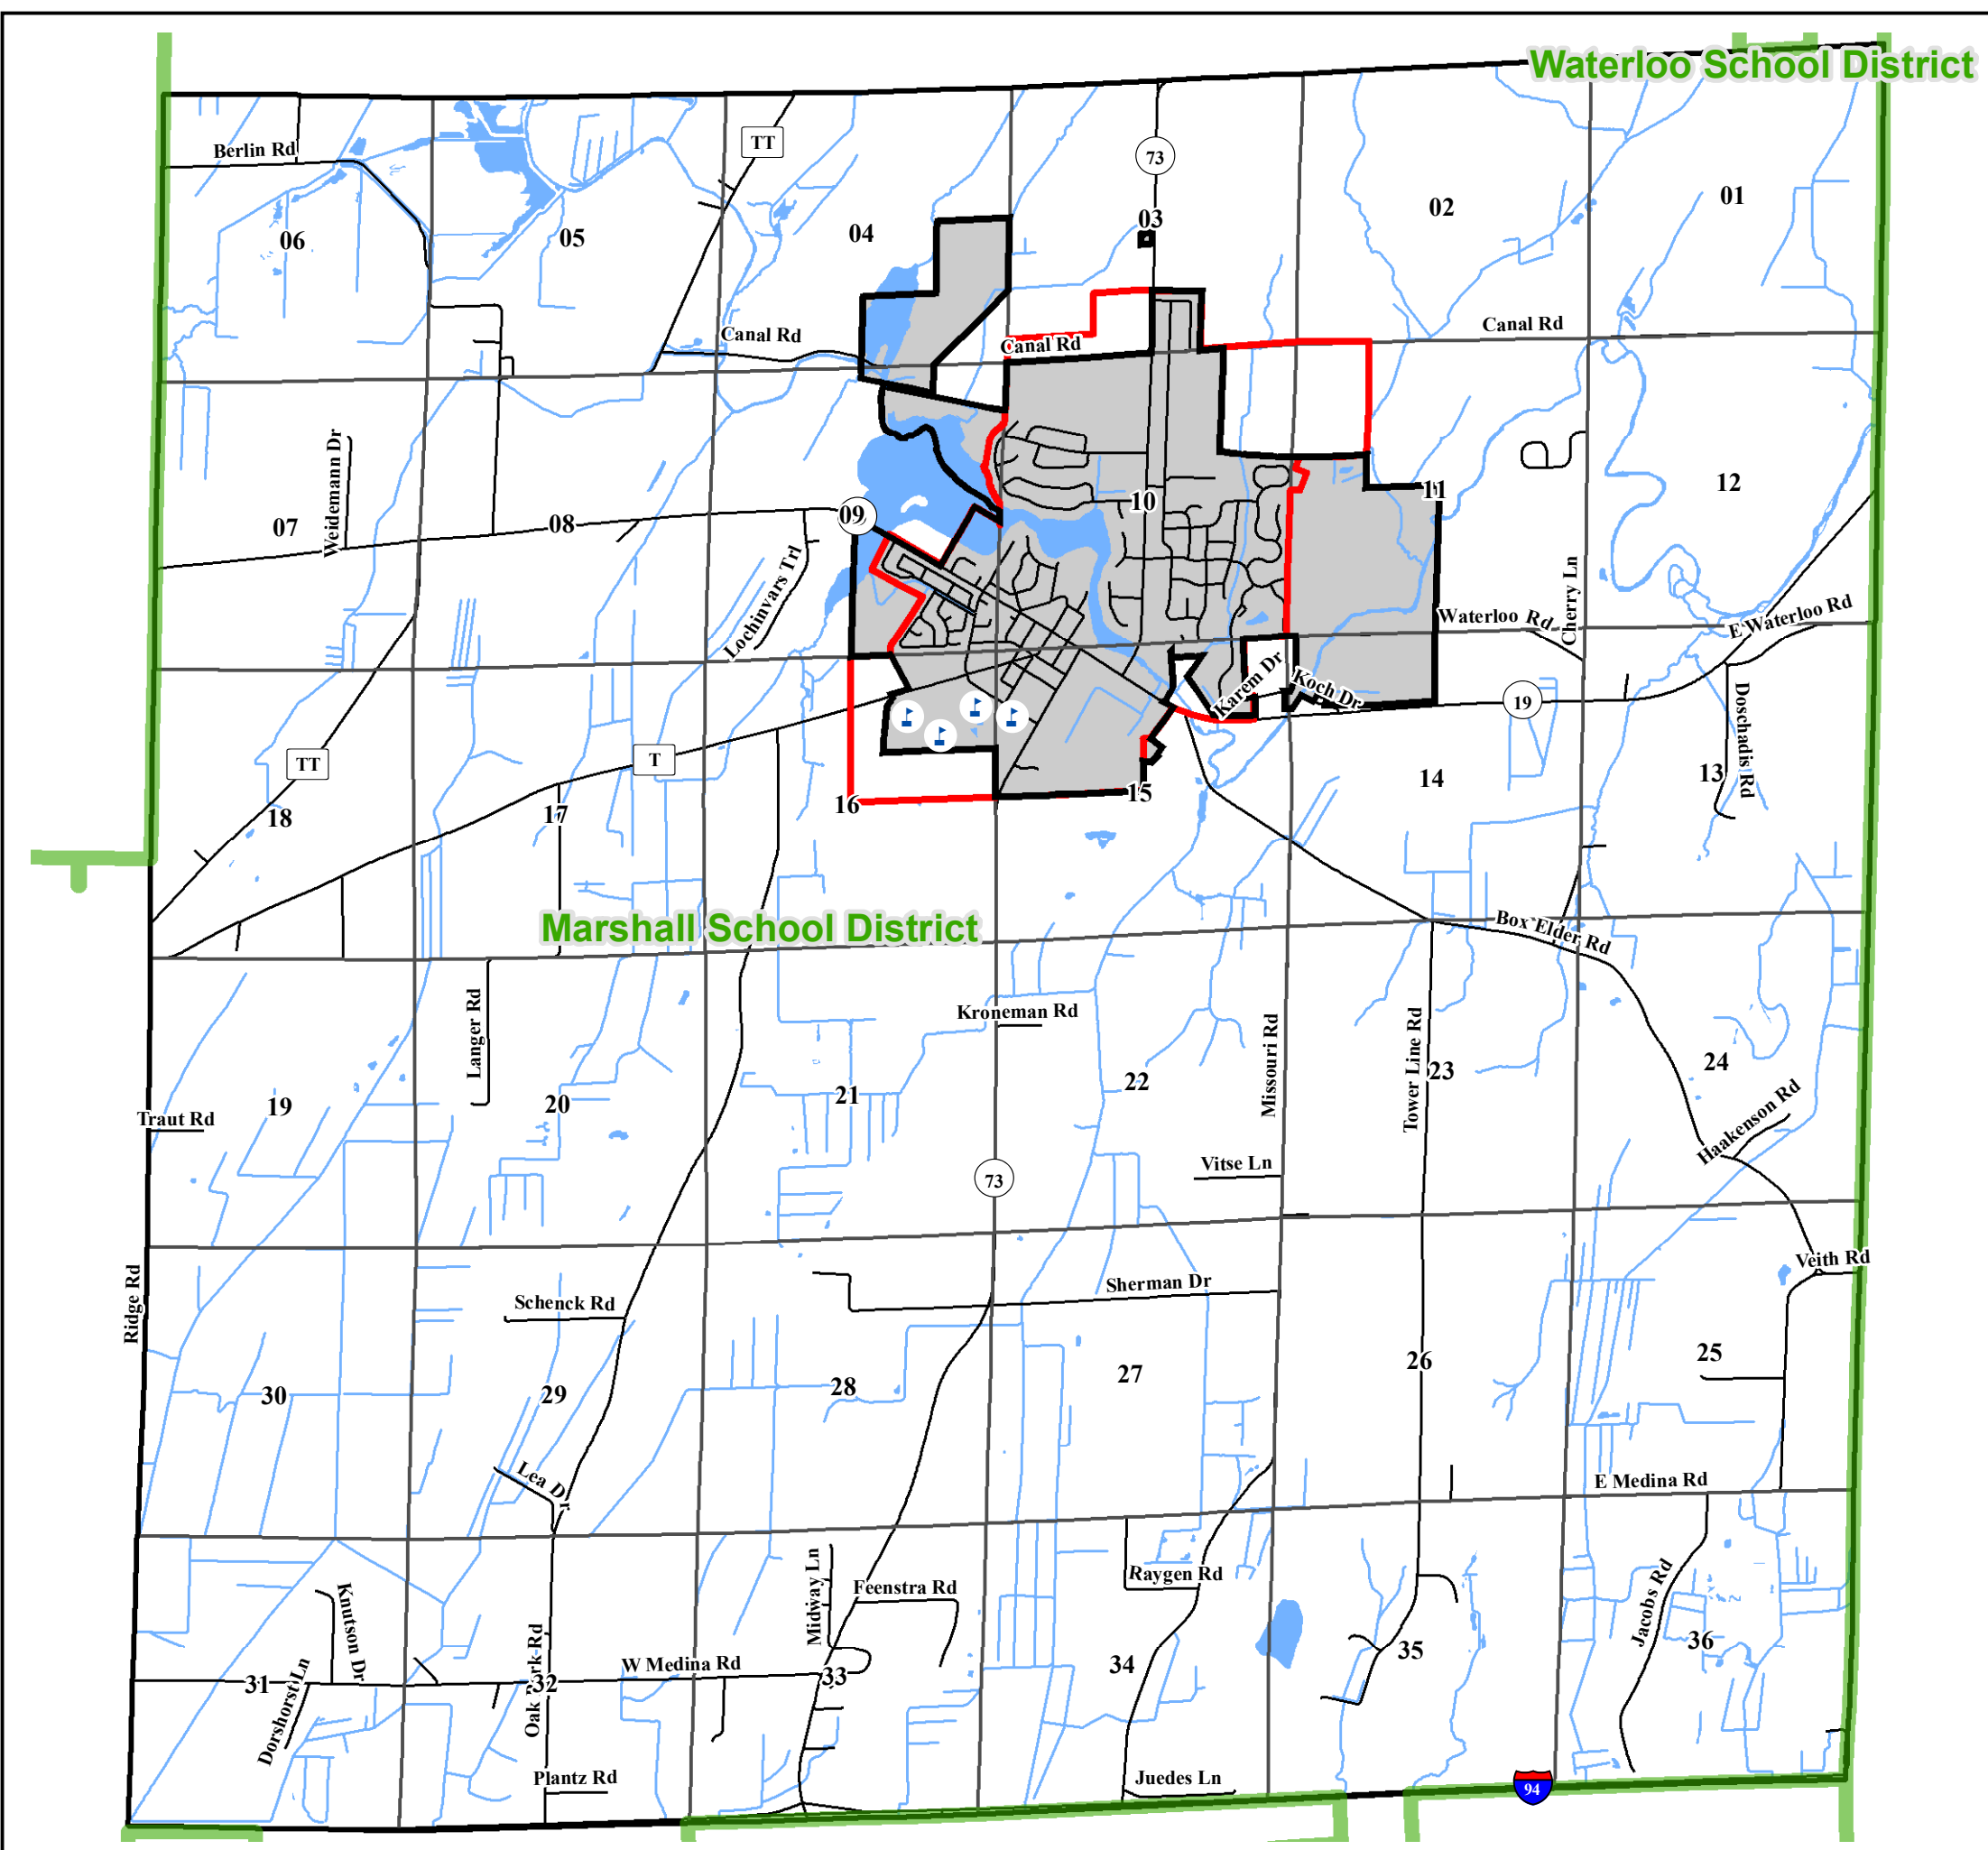 Waterloo School District
Berlin Rd
TT
73
01
02
03
04
05
06
Canal Rd
Canal Rd
Canal Rd
Weidemann Dr
07
08
09
10
11
12
Lochinvars Trl
Cherry Ln
Waterloo Rd
E Waterloo Rd
Karem Dr
Koch Dr
19
Doschadis Rd
TT
T
18
17
16
15
14
13
Marshall School District
Box Elder Rd
Langer Rd
Kroneman Rd
Missouri Rd
Tower Line Rd
Traut Rd
19
20
21
22
23
24
Haakenson Rd
Vitse Ln
73
Ridge Rd
Veith Rd
Schenck Rd
Sherman Dr
30
29
28
27
26
25
Lea Dr
E Medina Rd
Knutson Dr
Midway Ln
Feenstra Rd
Raygen Rd
Jacobs Rd
Dorshorst Ln
31
32
W Medina Rd
33
34
35
36
Plantz Rd
Juedes Ln
94